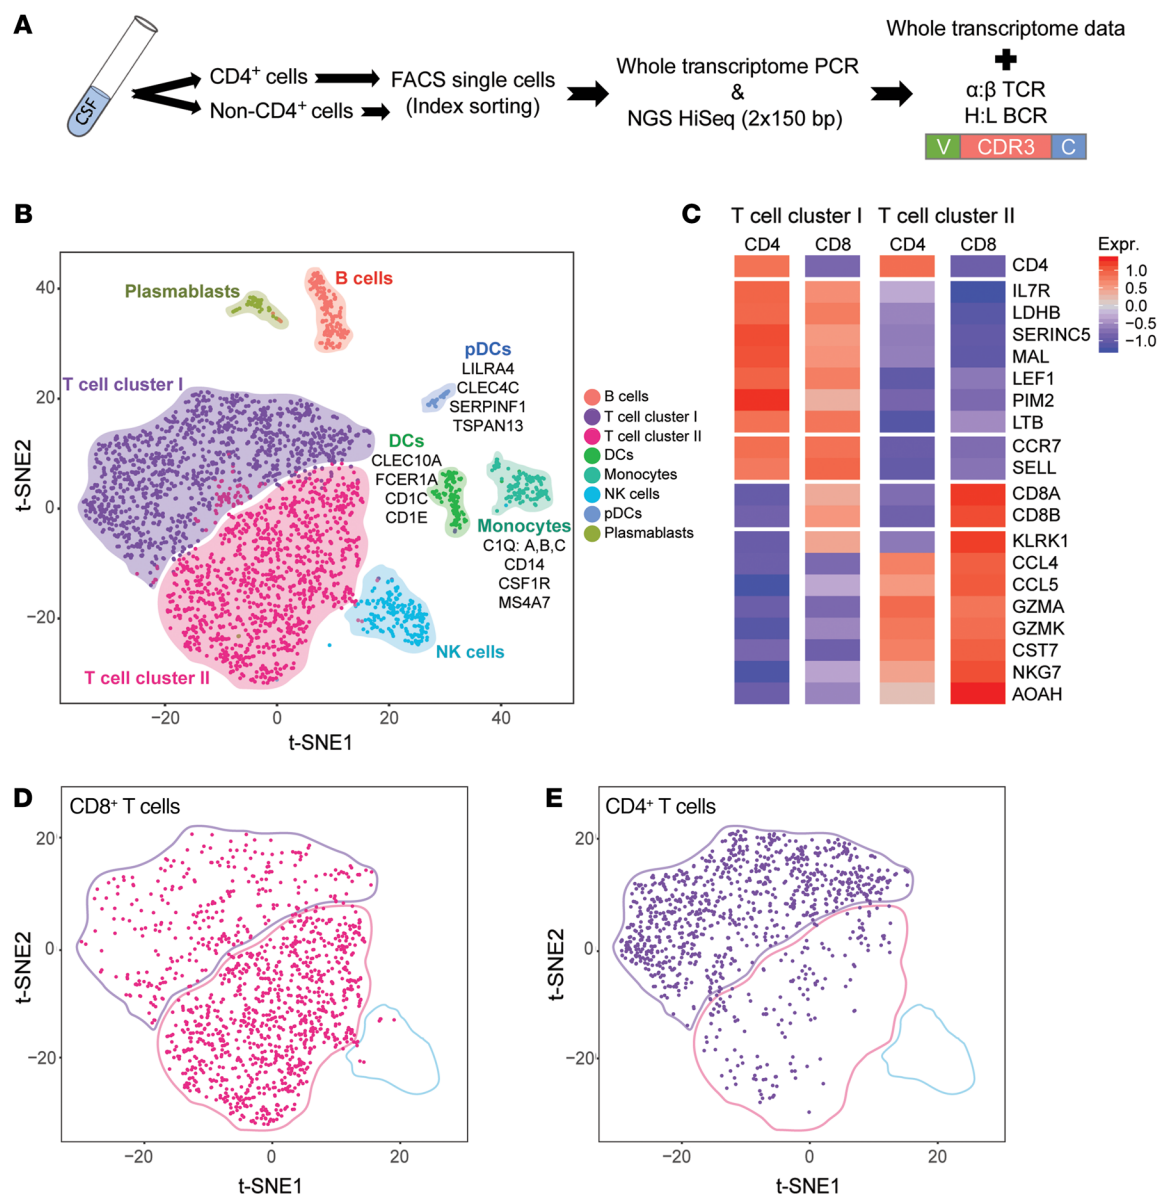 A
CSF
CD4+ cells
Non-CD4+ cells
FACS single cells
(Index sorting)
Whole transcriptome PCR
&
NGS HiSeq (2x150 bp)
Whole transcriptome data
α:β TCR
H:L BCR
V CDR3 C
B
Plasmablasts
B cells
pDCs
LILRA4
CLEC4C
SERPINF1
TSPAN13
T cell cluster I
DCs
CLEC10A
FCER1A
CD1C
CD1E
Monocytes
C1Q: A,B,C
CD14
CSF1R
MS4A7
NK cells
T cell cluster II
40
20
0
−20
t-SNE2
−20 0 20 40
t-SNE1
B cells
T cell cluster I
T cell cluster II
DCs
Monocytes
NK cells
pDCs
Plasmablasts
C
T cell cluster I T cell cluster II
CD4 CD8 CD4 CD8
CD4
IL7R
LDHB
SERINC5
MAL
LEF1
PIM2
LTB
CCR7
SELL
CD8A
CD8B
KLRK1
CCL4
CCL5
GZMA
GZMK
CST7
NKG7
AOAH
Expr.
1.0
0.5
0.0
−0.5
−1.0
D
CD8+ T cells
20
0
−20
t-SNE2
−20 0 20
t-SNE1
E
CD4+ T cells
20
0
−20
t-SNE2
−20 0 20
t-SNE1